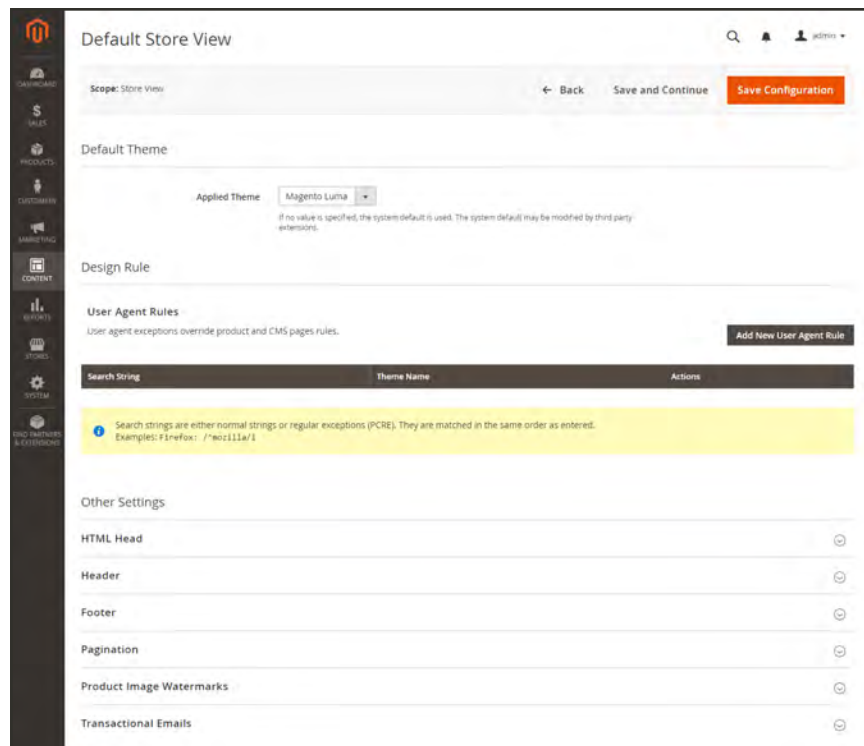 Default Store View
admin
DASHBOARD
Scope: Store View
← Back
Save and Continue
Save Configuration
$
SALES
PRODUCTS
Default Theme
CUSTOMERS
Applied Theme
Magento Luma
If no value is specified, the system default is used. The system default may be modified by third party
extensions.
MARKETING
CONTENT
Design Rule
REPORTS
User Agent Rules
User agent exceptions override product and CMS pages rules.
Add New User Agent Rule
STORES
Search String
Theme Name
Actions
SYSTEM
FIND PARTNERS
& EXTENSIONS
Search strings are either normal strings or regular exceptions (PCRE). They are matched in the same order as entered.
Examples: Firefox: /^mozilla/i
Other Settings
HTML Head
Header
Footer
Pagination
Product Image Watermarks
Transactional Emails